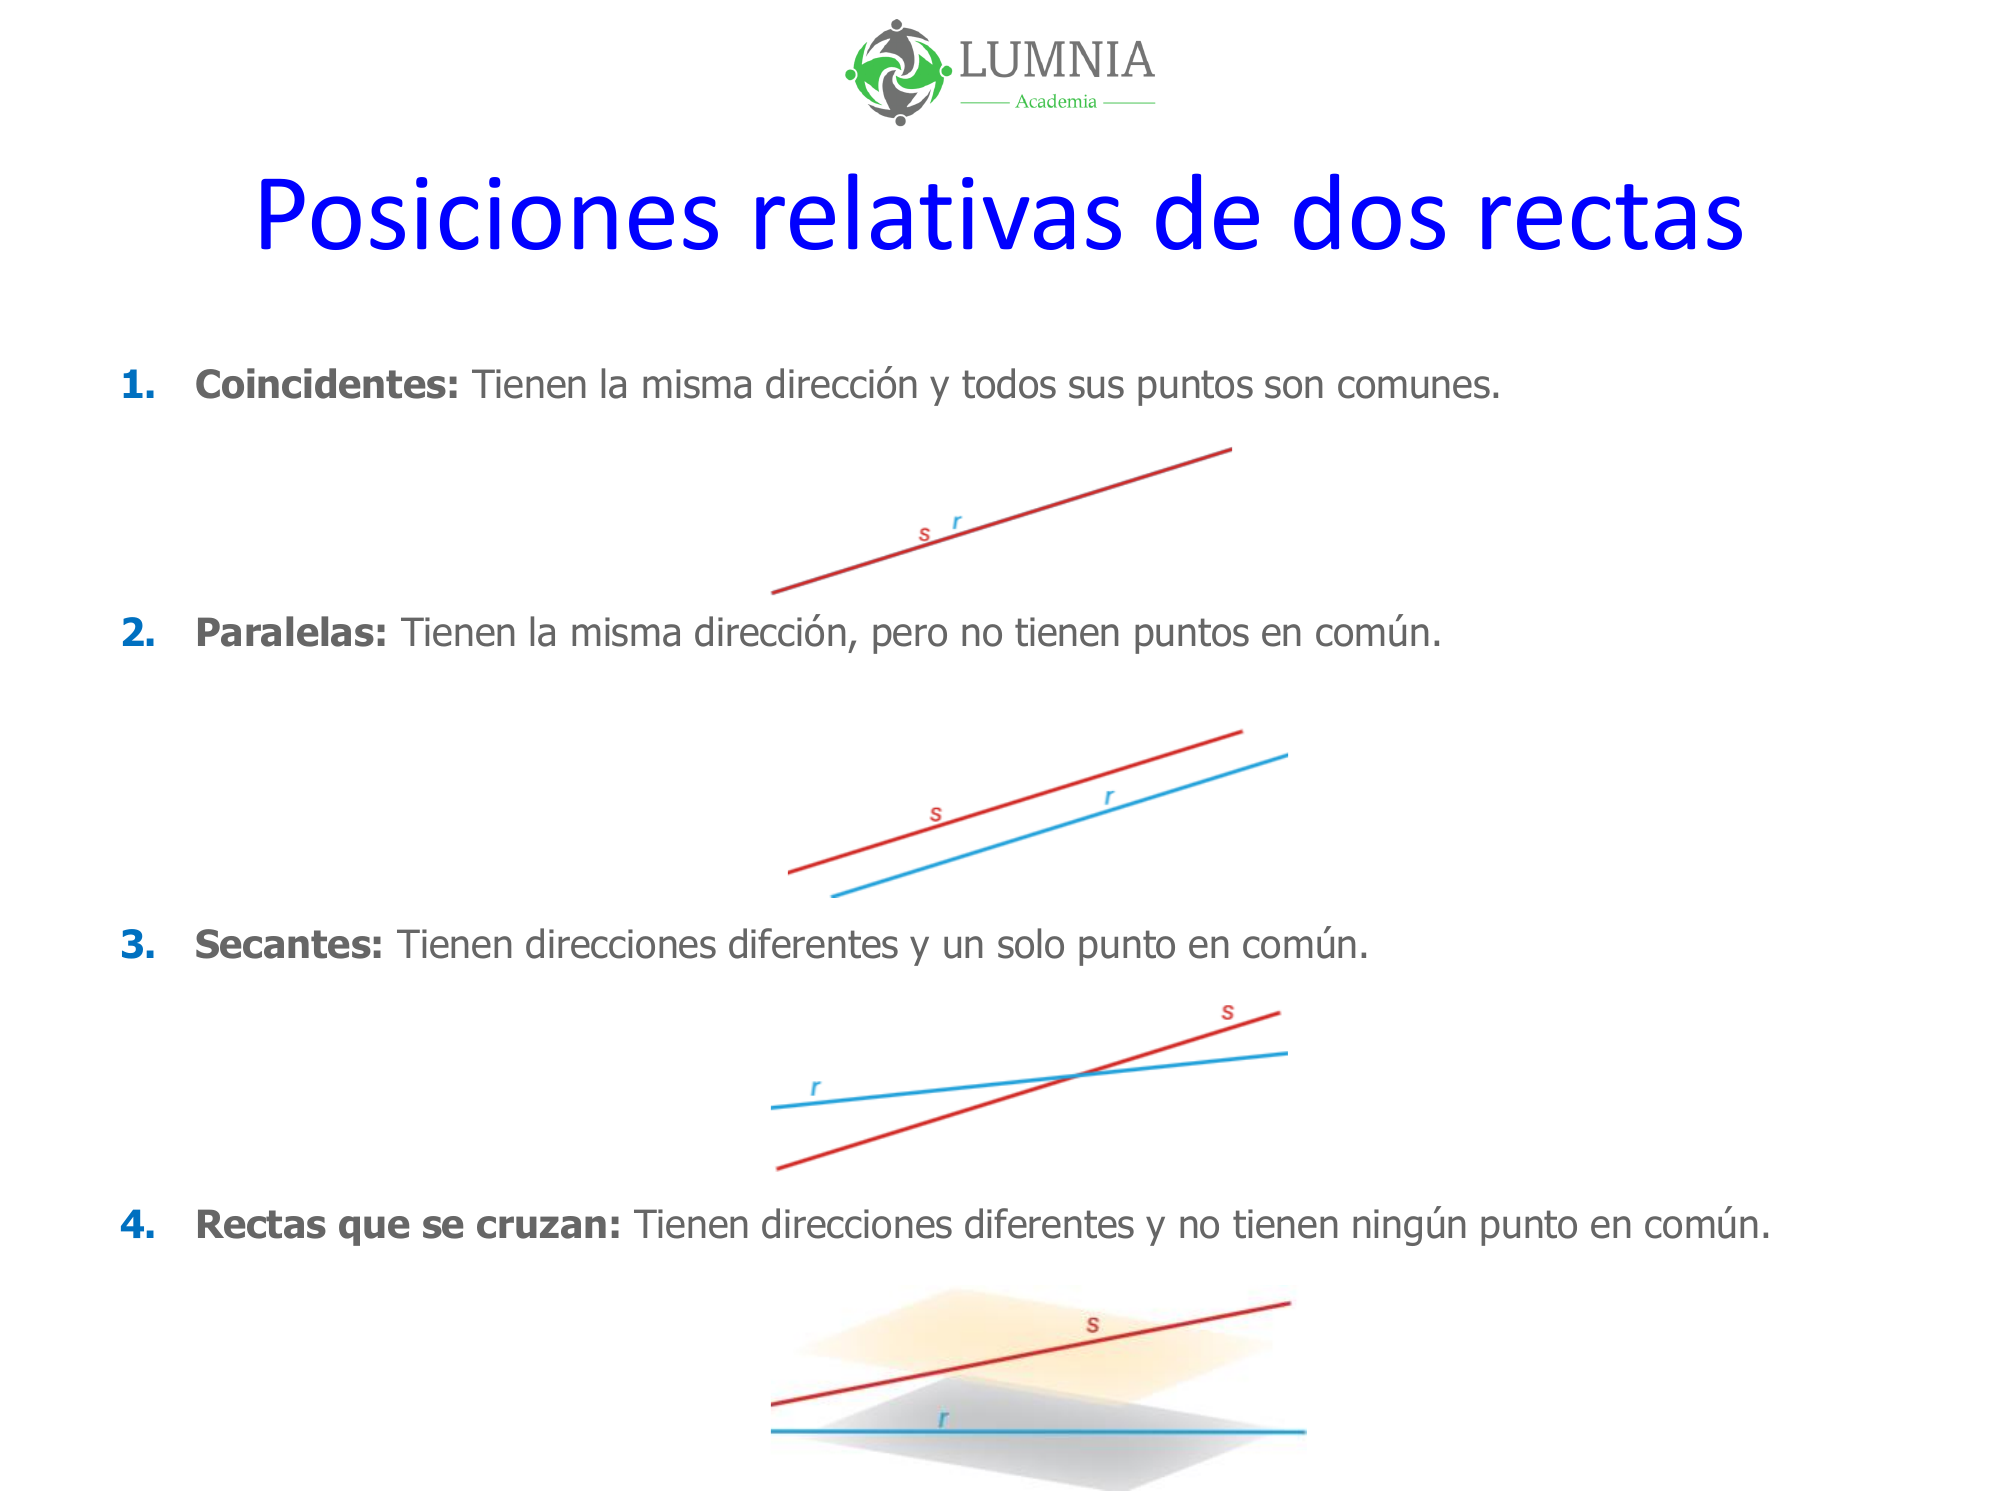 LUMNIA
Academia
Posiciones relativas de dos rectas
1. Coincidentes: Tienen la misma dirección y todos sus puntos son comunes.
s r
2. Paralelas: Tienen la misma dirección, pero no tienen puntos en común.
s r
3. Secantes: Tienen direcciones diferentes y un solo punto en común.
s
r
4. Rectas que se cruzan: Tienen direcciones diferentes y no tienen ningún punto en común.
s
r